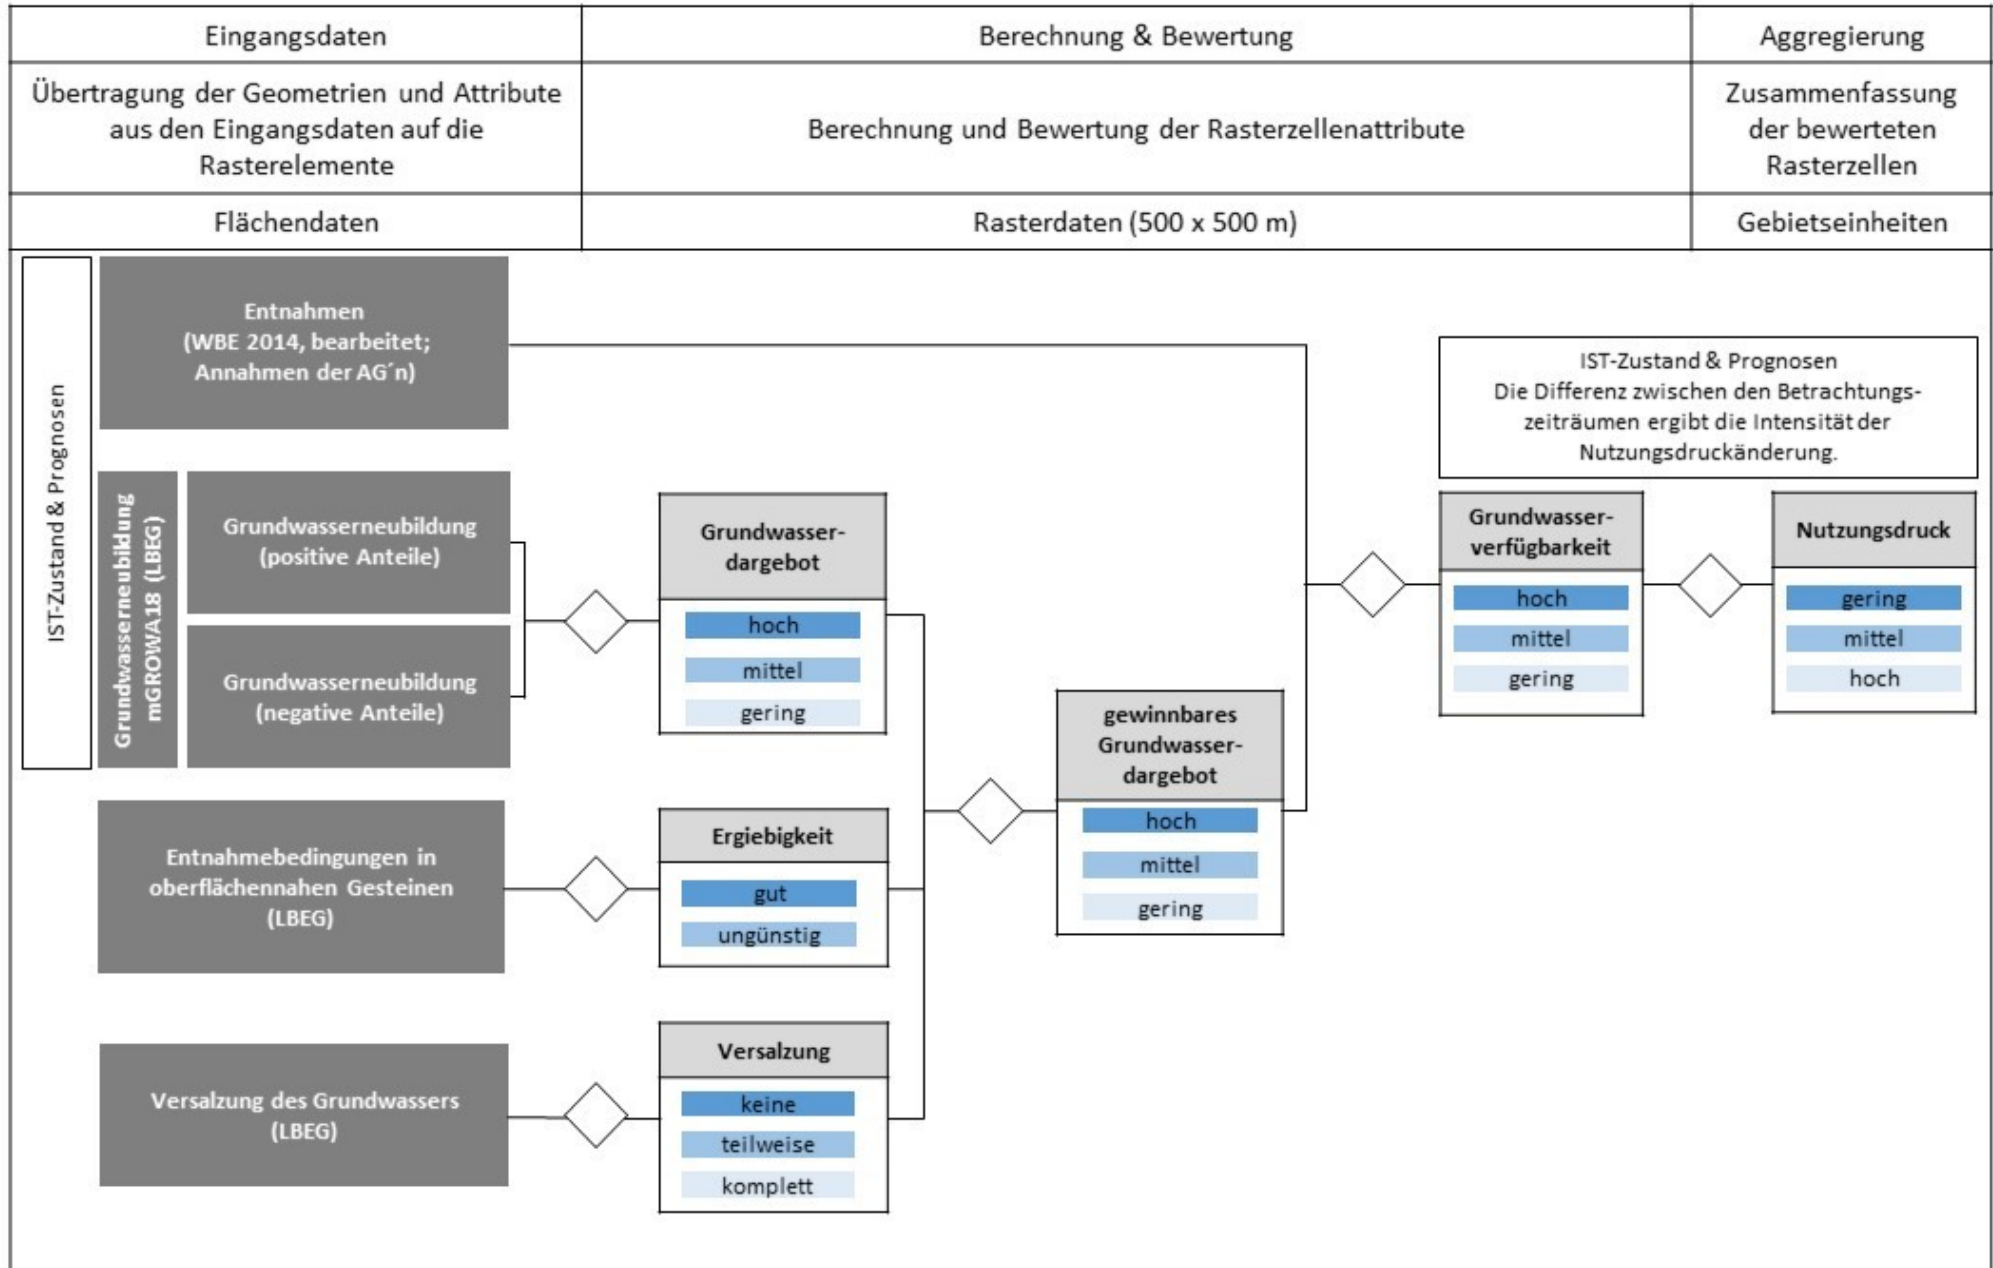 Eingangsdaten
Berechnung & Bewertung
Aggregierung
Übertragung der Geometrien und Attribute
aus den Eingangsdaten auf die
Rasterelemente
Berechnung und Bewertung der Rasterzellenattribute
Zusammenfassung
der bewerteten
Rasterzellen
Flächendaten
Rasterdaten (500 x 500 m)
Gebietseinheiten
IST-Zustand & Prognosen
Entnahmen
(WBE 2014, bearbeitet;
Annahmen der AG´n)
Grundwasserneubildung
mGROWA18 (LBEG)
Grundwasserneubildung
(positive Anteile)
Grundwasserneubildung
(negative Anteile)
Entnahmebedingungen in
oberflächennahen Gesteinen
(LBEG)
Versalzung des Grundwassers
(LBEG)
Grundwasser-
dargebot
hoch
mittel
gering
Ergiebigkeit
gut
ungünstig
Versalzung
keine
teilweise
komplett
gewinnbares
Grundwasser-
dargebot
hoch
mittel
gering
IST-Zustand & Prognosen
Die Differenz zwischen den Betrachtungs-
zeiträumen ergibt die Intensität der
Nutzungsdruckänderung.
Grundwasser-
verfügbarkeit
hoch
mittel
gering
Nutzungsdruck
gering
mittel
hoch